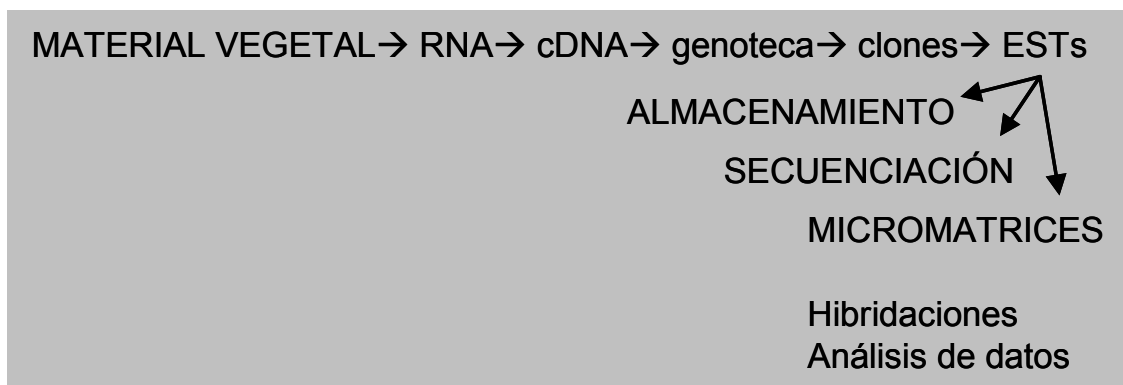 MATERIAL VEGETAL→ RNA→ cDNA→ genoteca→ clones→ ESTs
ALMACENAMIENTO
SECUENCIACIÓN
MICROMATRICES
Hibridaciones
Análisis de datos